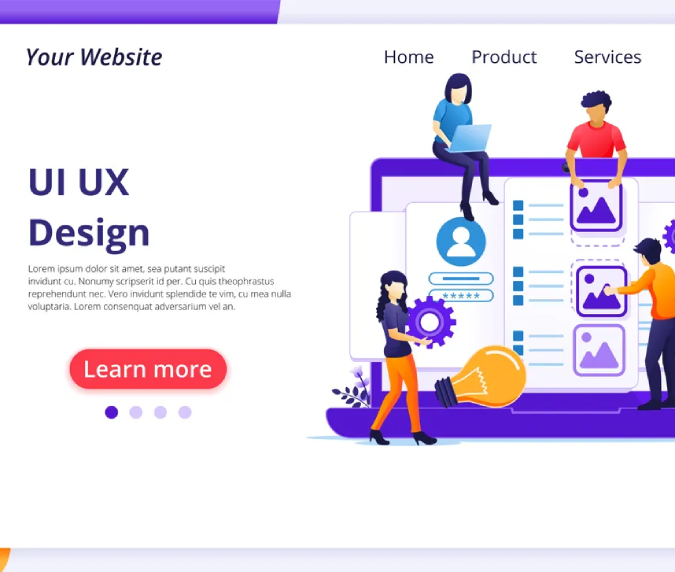 Your Website
Home Product Services
UI UX
Design
Lorem ipsum dolor sit amet, sea putant suscipit
invidunt cu. Nonumy scripserit id per. Cu quis theophrastus
reprehendunt nec. Vero invidunt splendide te vim, cu mea nulla
voluptaria. Lorem consenquat adversarium vel an.
Learn more